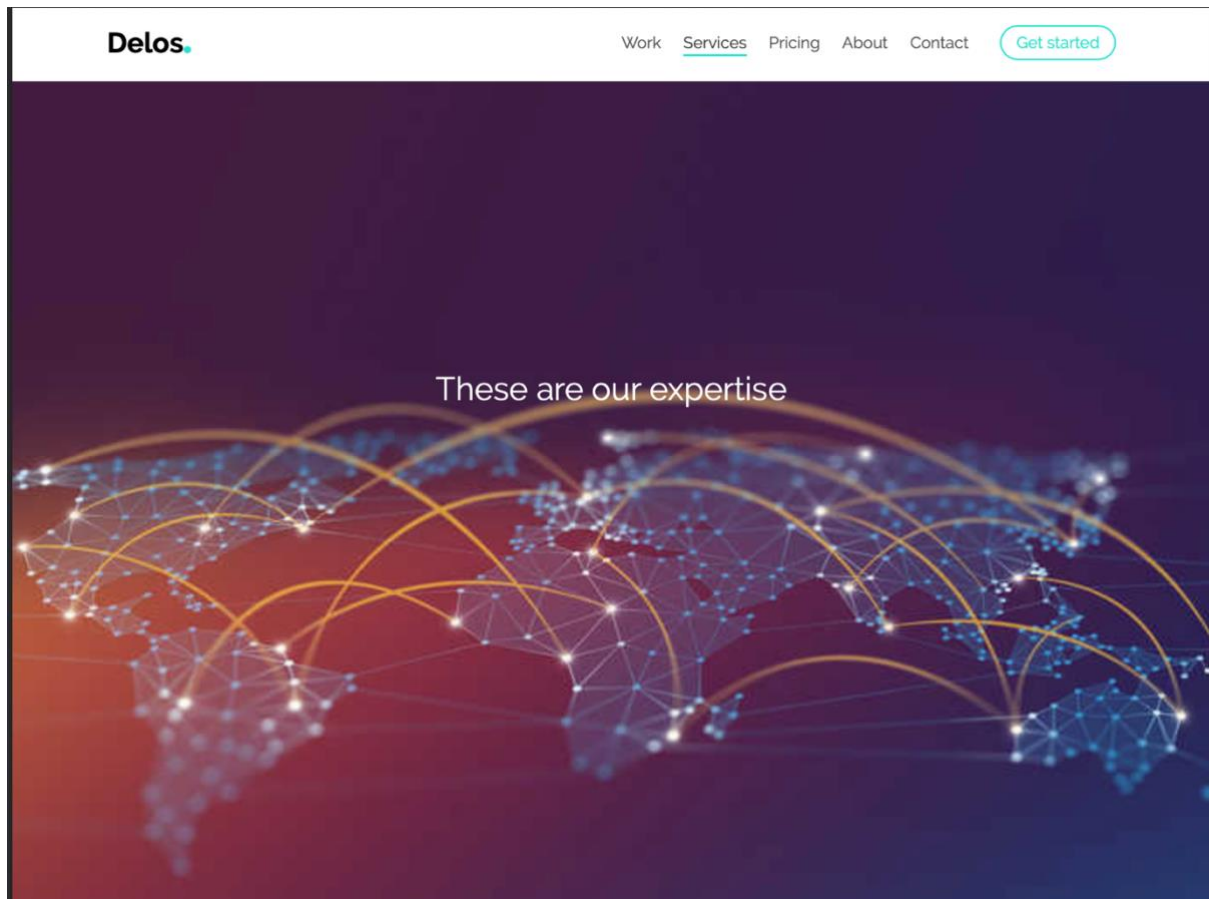 Delos.
Work Services Pricing About Contact Get started
These are our expertise